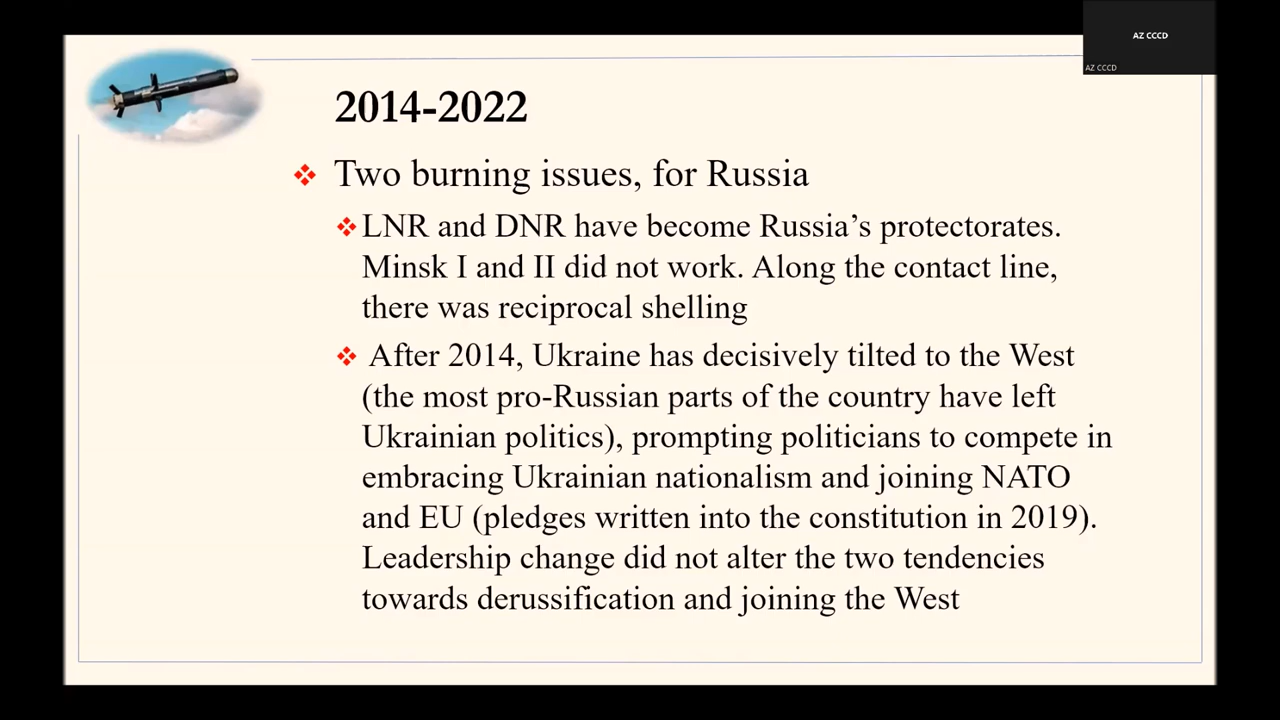 AZ CCCD
AZ CCCD
2014-2022
Two burning issues, for Russia
LNR and DNR have become Russia’s protectorates.
Minsk I and II did not work. Along the contact line,
there was reciprocal shelling
After 2014, Ukraine has decisively tilted to the West
(the most pro-Russian parts of the country have left
Ukrainian politics), prompting politicians to compete in
embracing Ukrainian nationalism and joining NATO
and EU (pledges written into the constitution in 2019).
Leadership change did not alter the two tendencies
towards derussification and joining the West